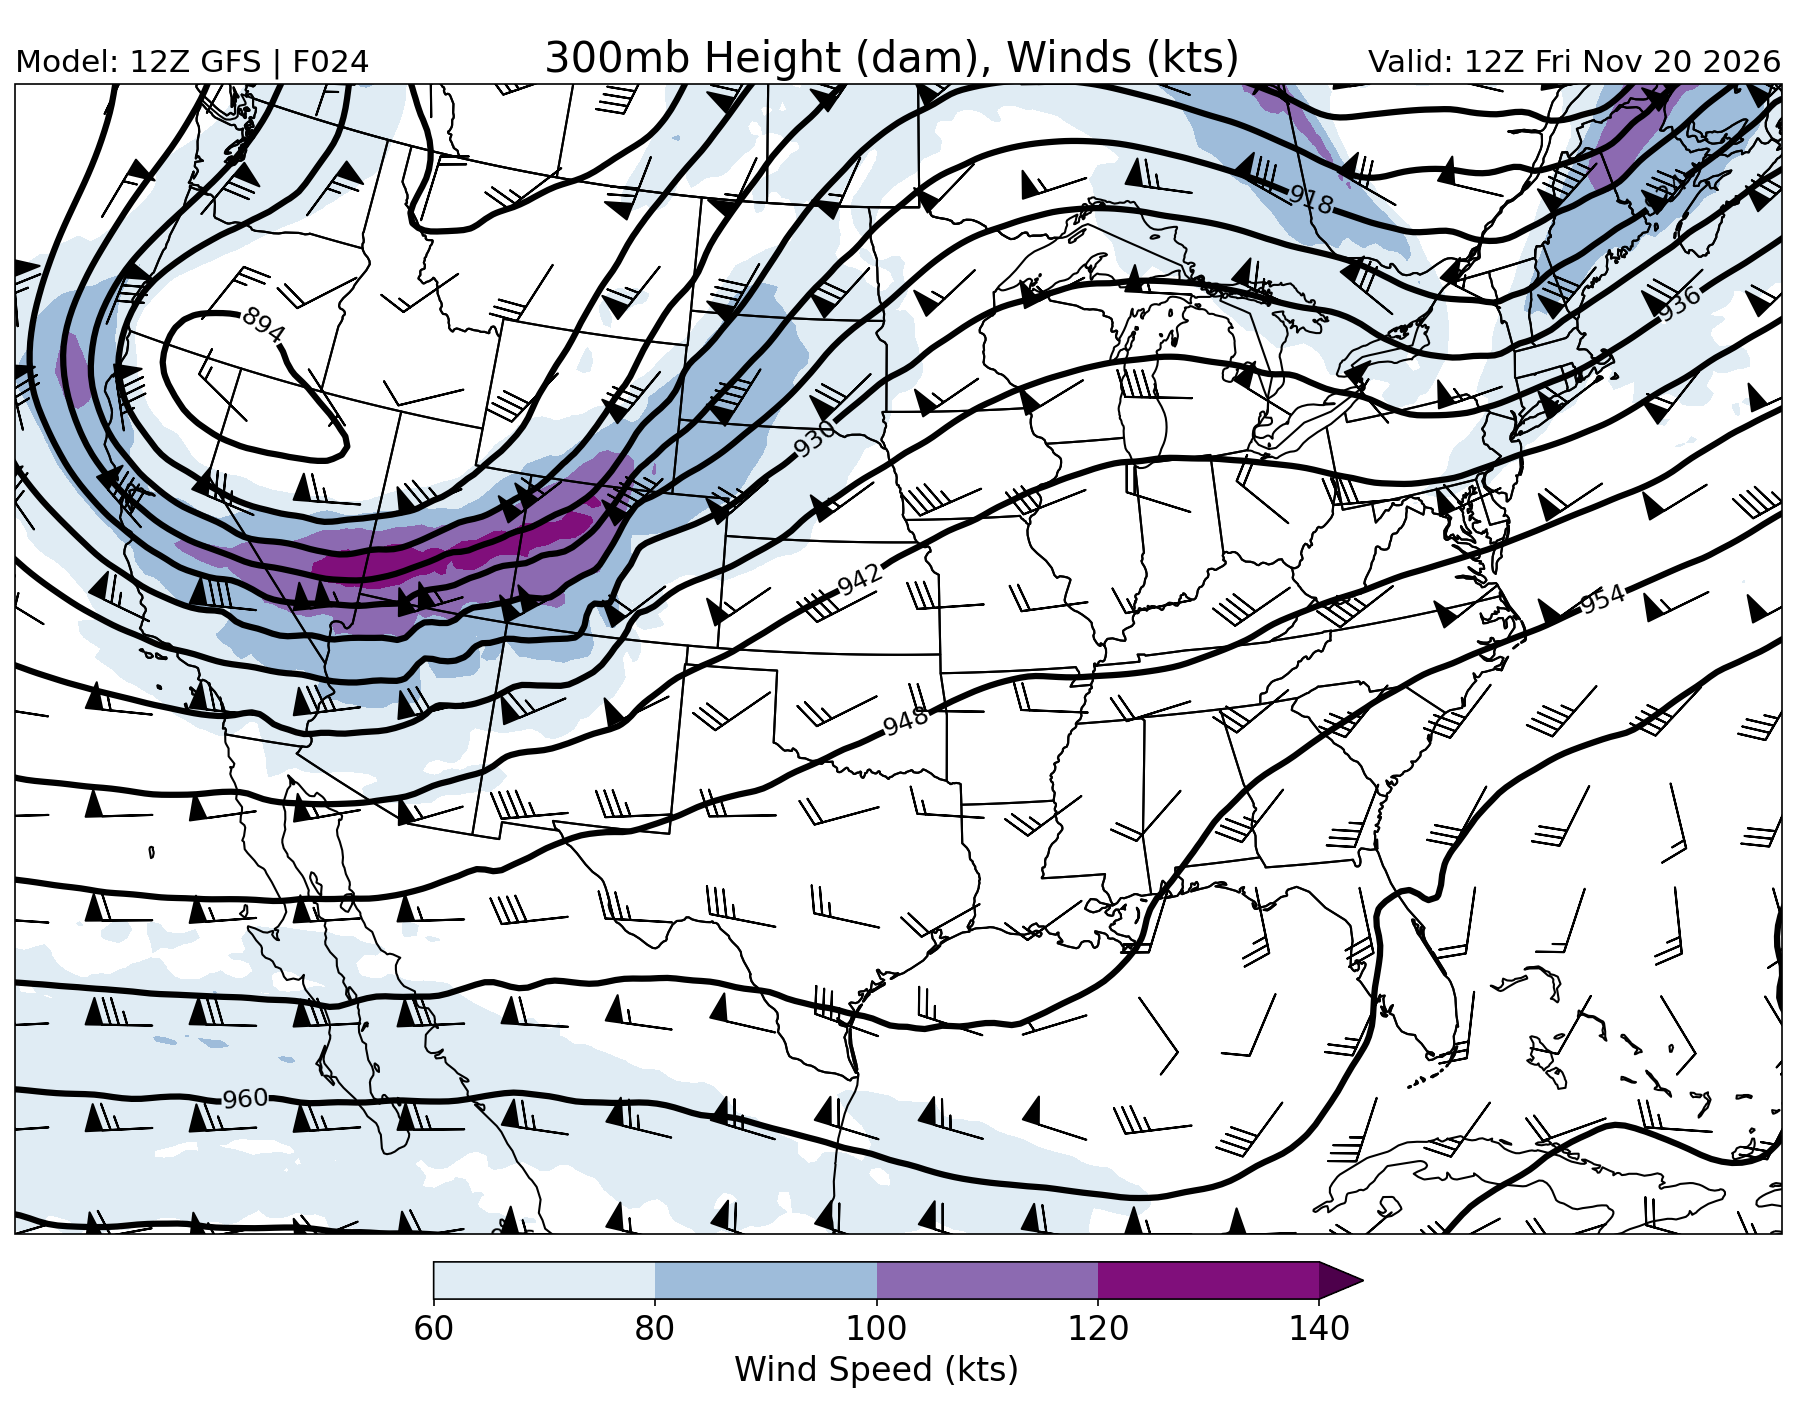 Model: 12Z GFS | F024
300mb Height (dam), Winds (kts)
Valid: 12Z Fri Nov 20 2026
918
894
936
930
942
954
948
960
60 80 100 120 140
Wind Speed (kts)